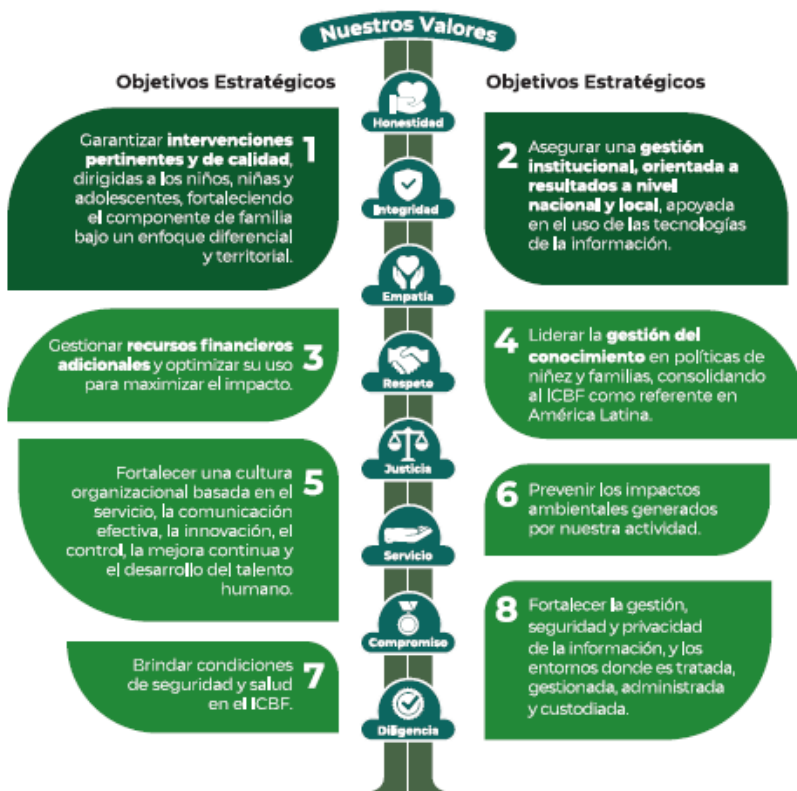 Nuestros Valores
Objetivos Estratégicos
Objetivos Estratégicos
Honestidad
Integridad
Empatía
Respeto
Justicia
Servicio
Compromiso
Diligencia
1
Garantizar intervenciones
pertinentes y de calidad,
dirigidas a los niños, niñas y
adolescentes, fortaleciendo
el componente de familia
bajo un enfoque diferencial
y territorial.
2
Asegurar una gestión
institucional, orientada a
resultados a nivel
nacional y local, apoyada
en el uso de las tecnologías
de la información.
3
Gestionar recursos financieros
adicionales y optimizar su uso
para maximizar el impacto.
4
Liderar la gestión del
conocimiento en políticas de
niñez y familias, consolidando
al ICBF como referente en
América Latina.
5
Fortalecer una cultura
organizacional basada en el
servicio, la comunicación
efectiva, la innovación, el
control, la mejora continua y
el desarrollo del talento
humano.
6
Prevenir los impactos
ambientales generados
por nuestra actividad.
7
Brindar condiciones
de seguridad y salud
en el ICBF.
8
Fortalecer la gestión,
seguridad y privacidad
de la información, y los
entornos donde es tratada,
gestionada, administrada
y custodiada.